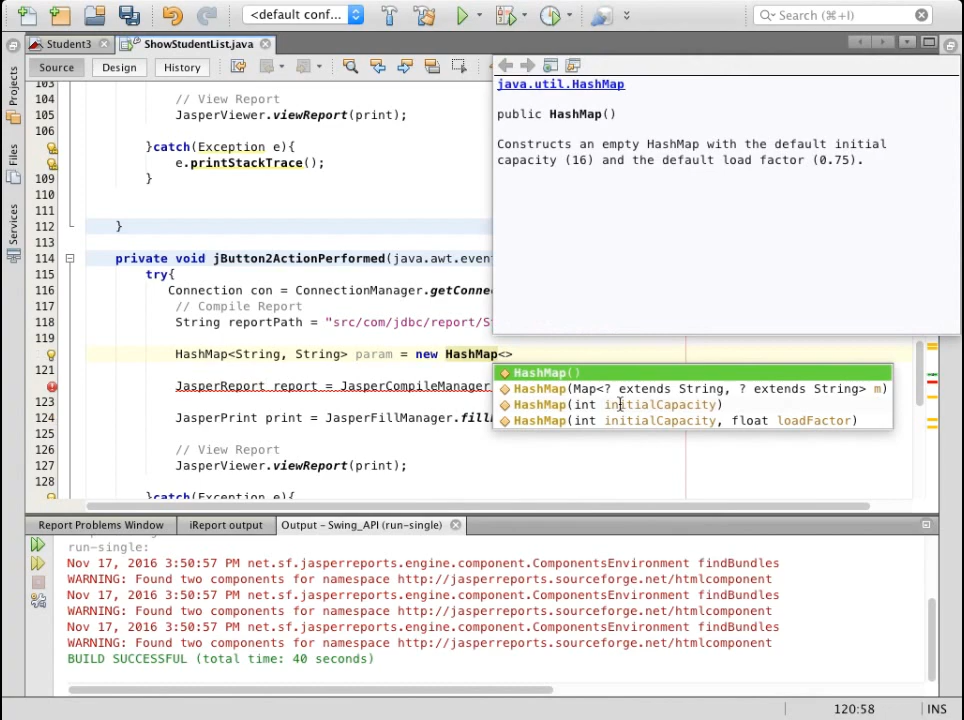 <default conf...
Search (⌘+I)
Student3
ShowStudentList.java
Source
Design
History
Projects
Files
Services
103
104 // View Report
105 JasperViewer.viewReport(print);
106
}catch(Exception e){
e.printStackTrace();
109 }
110
111
112 }
113
114 private void jButton2ActionPerformed(java.awt.event
115 try{
116 Connection con = ConnectionManager.getConne
117 // Compile Report
118 String reportPath = "src/com/jdbc/report/S
119
HashMap<String, String> param = new HashMap<>
121
JasperReport report = JasperCompileManager
123
124 JasperPrint print = JasperFillManager.fill
125
126 // View Report
127 JasperViewer.viewReport(print);
128
}catch(Exception e){
java.util.HashMap
public HashMap()
Constructs an empty HashMap with the default initial
capacity (16) and the default load factor (0.75).
HashMap()
HashMap(Map<? extends String, ? extends String> m)
HashMap(int initialCapacity)
HashMap(int initialCapacity, float loadFactor)
Report Problems Window
iReport output
Output – Swing_API (run-single)
run-single:
Nov 17, 2016 3:50:57 PM net.sf.jasperreports.engine.component.ComponentsEnvironment findBundles
WARNING: Found two components for namespace http://jasperreports.sourceforge.net/htmlcomponent
Nov 17, 2016 3:50:57 PM net.sf.jasperreports.engine.component.ComponentsEnvironment findBundles
WARNING: Found two components for namespace http://jasperreports.sourceforge.net/htmlcomponent
Nov 17, 2016 3:50:57 PM net.sf.jasperreports.engine.component.ComponentsEnvironment findBundles
WARNING: Found two components for namespace http://jasperreports.sourceforge.net/htmlcomponent
BUILD SUCCESSFUL (total time: 40 seconds)
120:58
INS